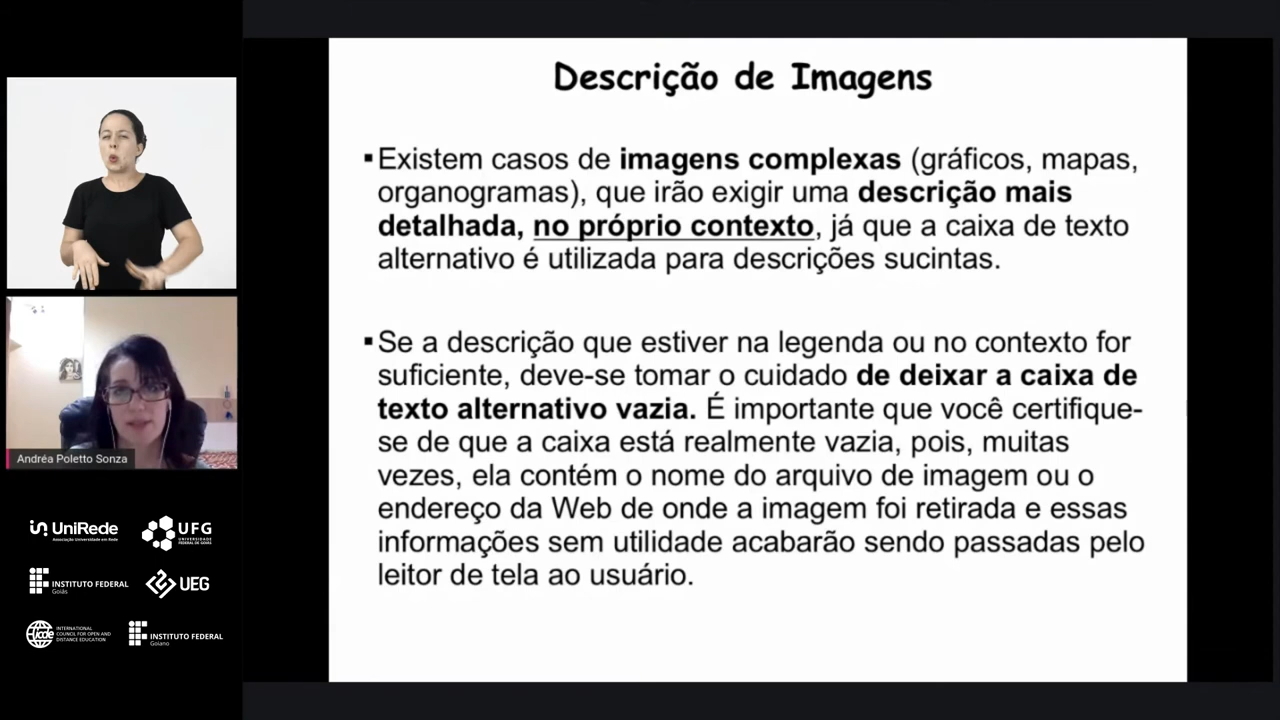 Descrição de Imagens
▪Existem casos de imagens complexas (gráficos, mapas,
organogramas), que irão exigir uma descrição mais
detalhada, no próprio contexto, já que a caixa de texto
alternativo é utilizada para descrições sucintas.
▪Se a descrição que estiver na legenda ou no contexto for
suficiente, deve-se tomar o cuidado de deixar a caixa de
texto alternativo vazia. É importante que você certifique-
se de que a caixa está realmente vazia, pois, muitas
vezes, ela contém o nome do arquivo de imagem ou o
endereço da Web de onde a imagem foi retirada e essas
informações sem utilidade acabarão sendo passadas pelo
leitor de tela ao usuário.
Andréa Poletto Sonza
UniRede
Associação Universidade em Rede
UFG
UNIVERSIDADE
FEDERAL DE GOIÁS
INSTITUTO FEDERAL
Goiás
UEG
icde
INTERNATIONAL
COUNCIL FOR OPEN AND
DISTANCE EDUCATION
INSTITUTO FEDERAL
Goiano